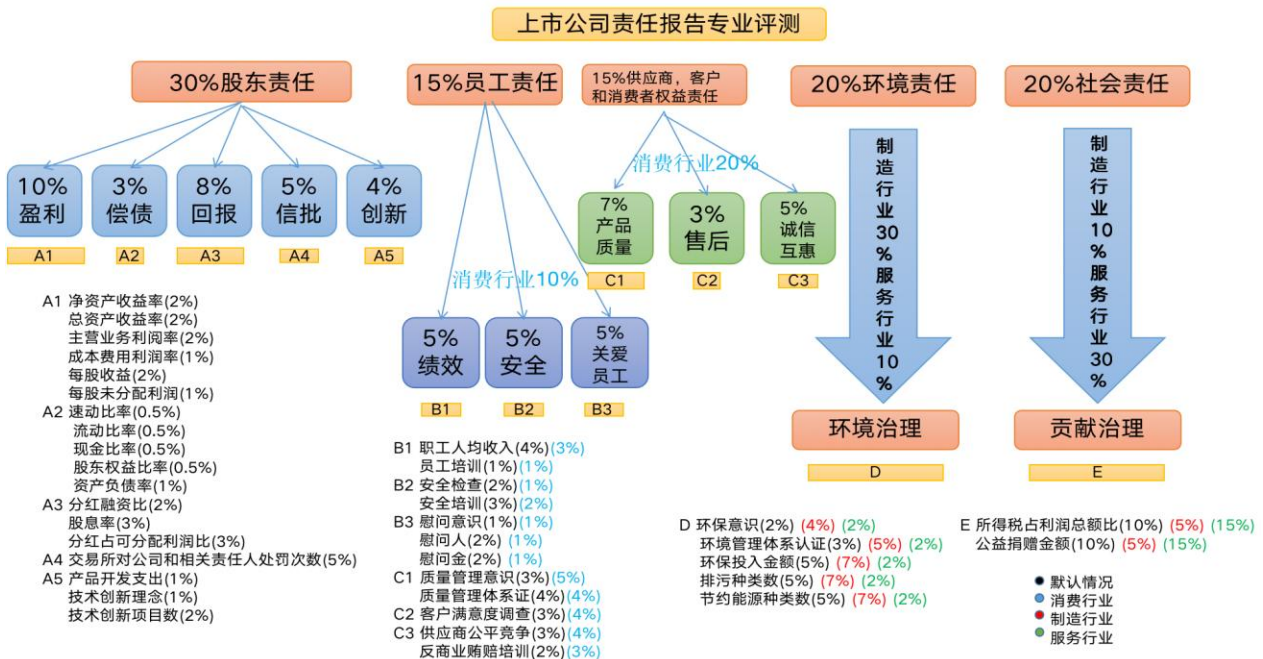 上市公司责任报告专业评测
30%股东责任
15%员工责任
15%供应商，客户
和消费者权益责任
20%环境责任
20%社会责任
10%
盈利
3%
偿债
8%
回报
5%
信批
4%
创新
A1
A2
A3
A4
A5
消费行业20%
7%
产品
质量
3%
售后
5%
诚信
互惠
C1
C2
C3
消费行业10%
5%
绩效
5%
安全
5%
关爱
员工
B1
B2
B3
制造行业30%服务行业10%
制造行业10%服务行业30%
环境治理
贡献治理
D
E
A1 净资产收益率(2%)
总资产收益率(2%)
主营业务利阅率(2%)
成本费用利润率(1%)
每股收益(2%)
每股未分配利润(1%)
A2 速动比率(0.5%)
流动比率(0.5%)
现金比率(0.5%)
股东权益比率(0.5%)
资产负债率(1%)
A3 分红融资比(2%)
股息率(3%)
分红占可分配利润比(3%)
A4 交易所对公司和相关责任人处罚次数(5%)
A5 产品开发支出(1%)
技术创新理念(1%)
技术创新项目数(2%)
B1 职工人均收入(4%)(3%)
员工培训(1%)(1%)
B2 安全检查(2%)(1%)
安全培训(3%)(2%)
B3 慰问意识(1%)(1%)
慰问人(2%) (1%)
慰问金(2%) (1%)
C1 质量管理意识(3%)(5%)
质量管理体系证(4%)(4%)
C2 客户满意度调查(3%)(4%)
C3 供应商公平竞争(3%)(4%)
反商业贿赔培训(2%)(3%)
D 环保意识(2%) (4%) (2%)
环境管理体系认证(3%) (5%) (2%)
环保投入金额(5%) (7%) (2%)
排污种类数(5%) (7%) (2%)
节约能源种类数(5%) (7%) (2%)
E 所得税占利润总额比(10%) (5%) (15%)
公益捐赠金额(10%) (5%) (15%)
默认情况
消费行业
制造行业
服务行业